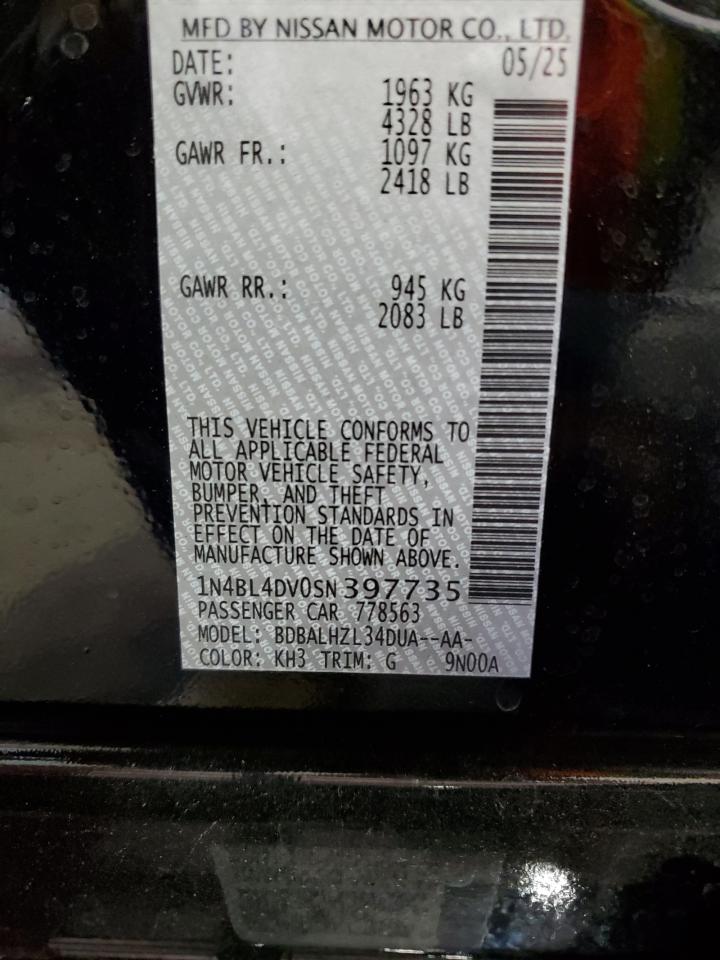 MFD BY NISSAN MOTOR CO., LTD.
DATE: 05/25
GVWR: 1963 KG
4328 LB
GAWR FR.: 1097 KG
2418 LB
GAWR RR.: 945 KG
2083 LB
THIS VEHICLE CONFORMS TO
ALL APPLICABLE FEDERAL
MOTOR VEHICLE SAFETY,
BUMPER, AND THEFT
PREVENTION STANDARDS IN
EFFECT ON THE DATE OF
MANUFACTURE SHOWN ABOVE.
1N4BL4DV0SN397735
PASSENGER CAR 778563
MODEL: BDBALHZL34DUA--AA-
COLOR: KH3 TRIM: G 9N00A